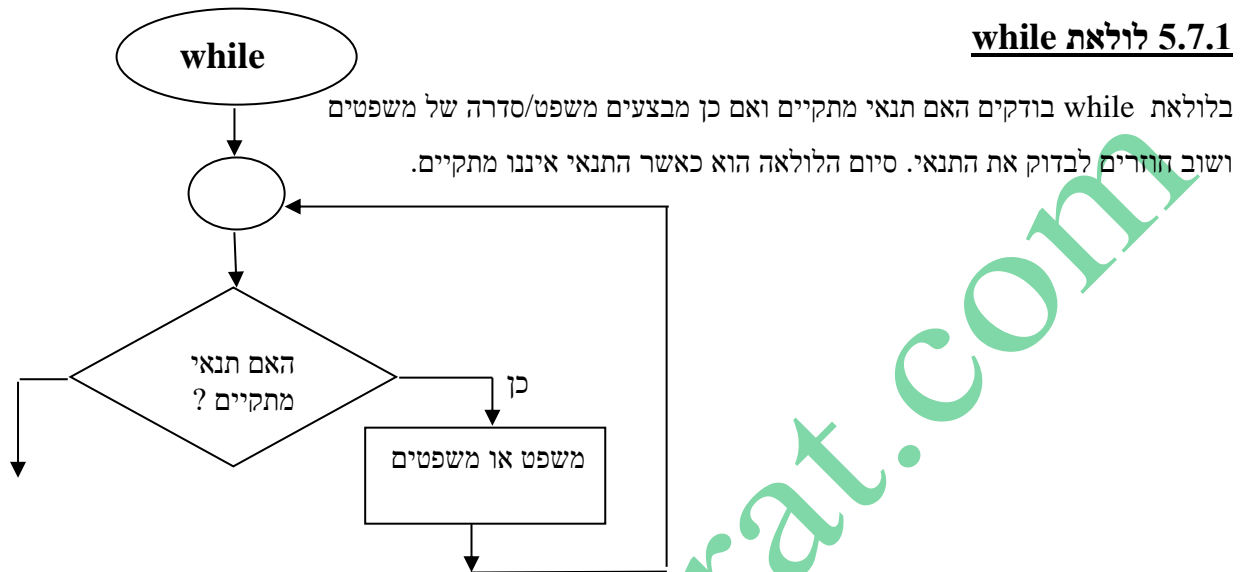 5.7.1 לולאת while
while
בלולאת while בודקים האם תנאי מתקיים ואם כן מבצעים משפט/סדרה של משפטים
ושוב חוזרים לבדוק את התנאי. סיום הלולאה הוא כאשר התנאי איננו מתקיים.
האם תנאי
מתקיים ?
כן
משפט או משפטים
rat.com